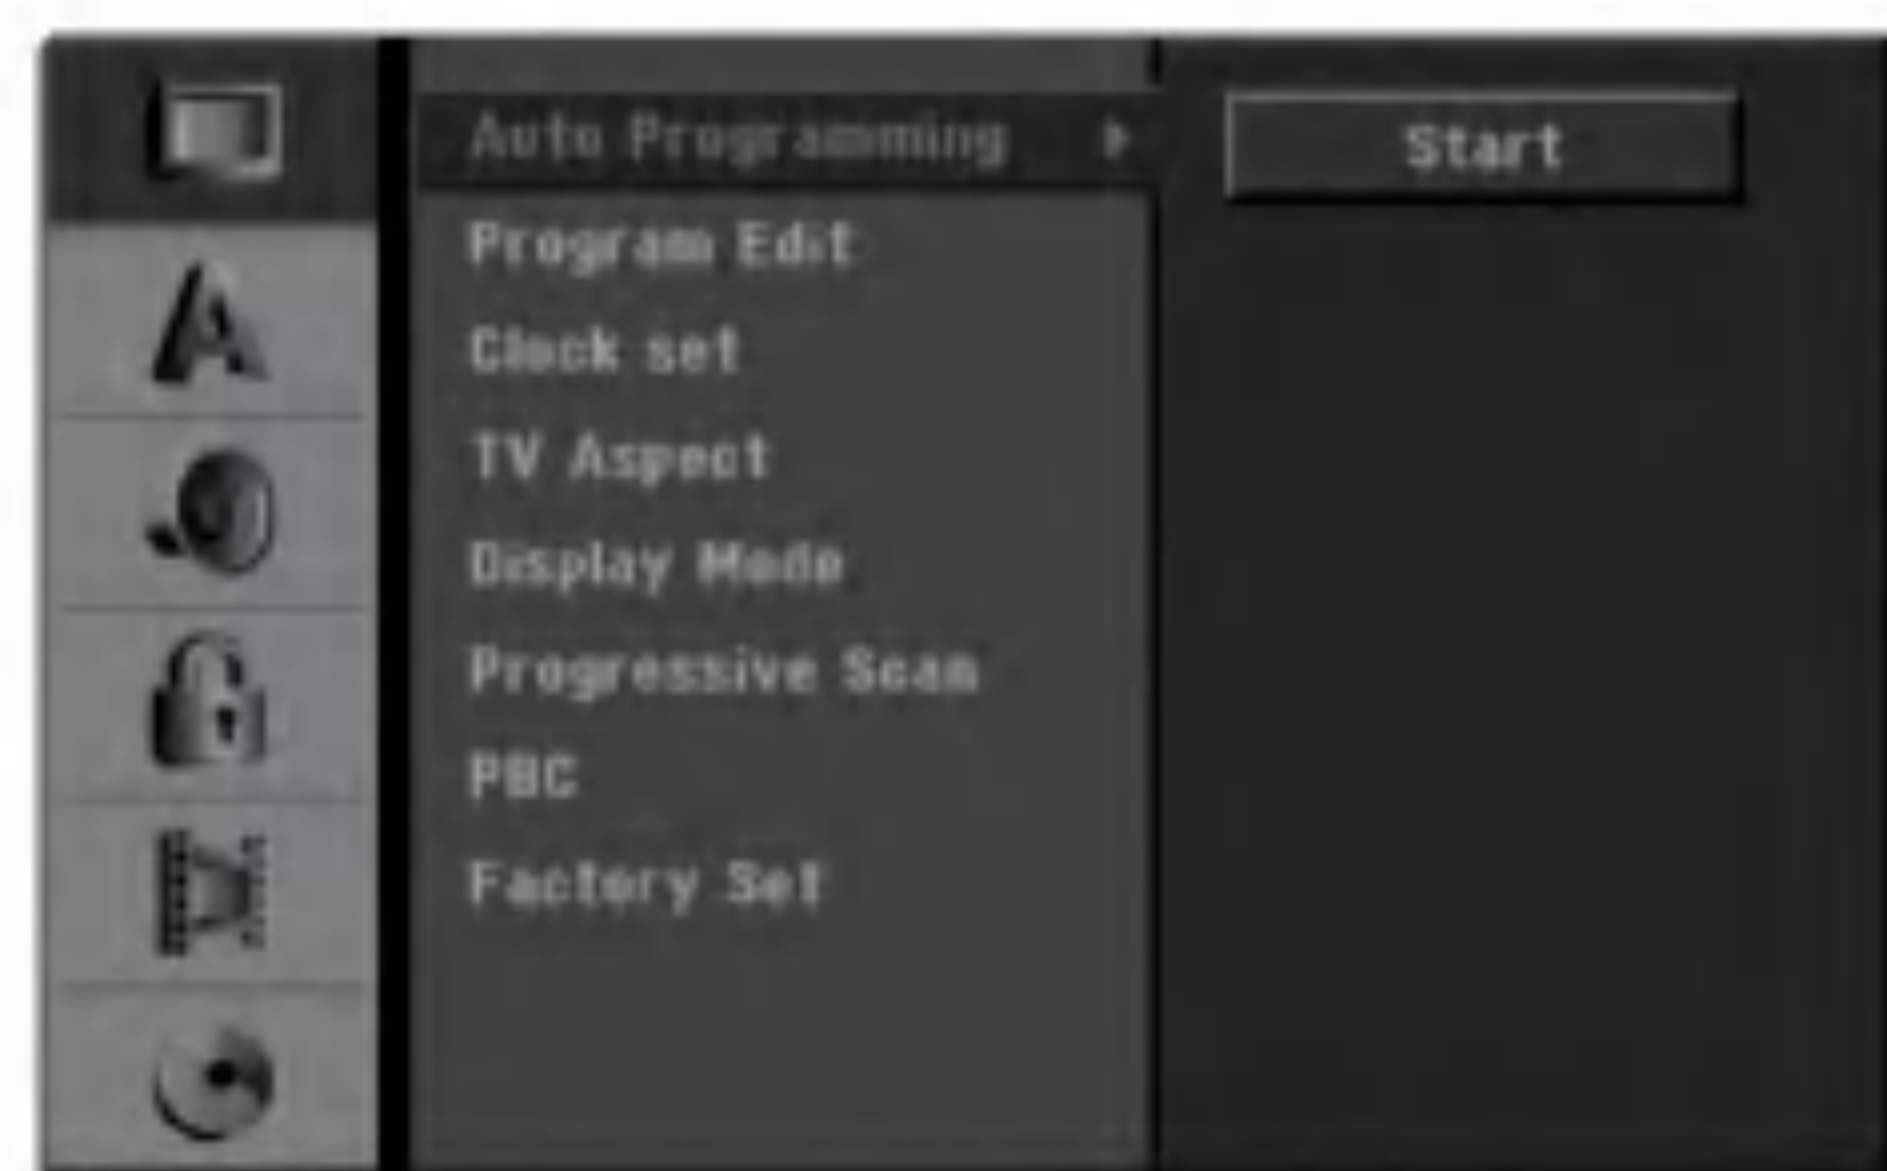 Auto Programming
Start
Program Edit
Clock set
TV Aspect
Display Mode
Progressive Scan
PBC
Factory Set